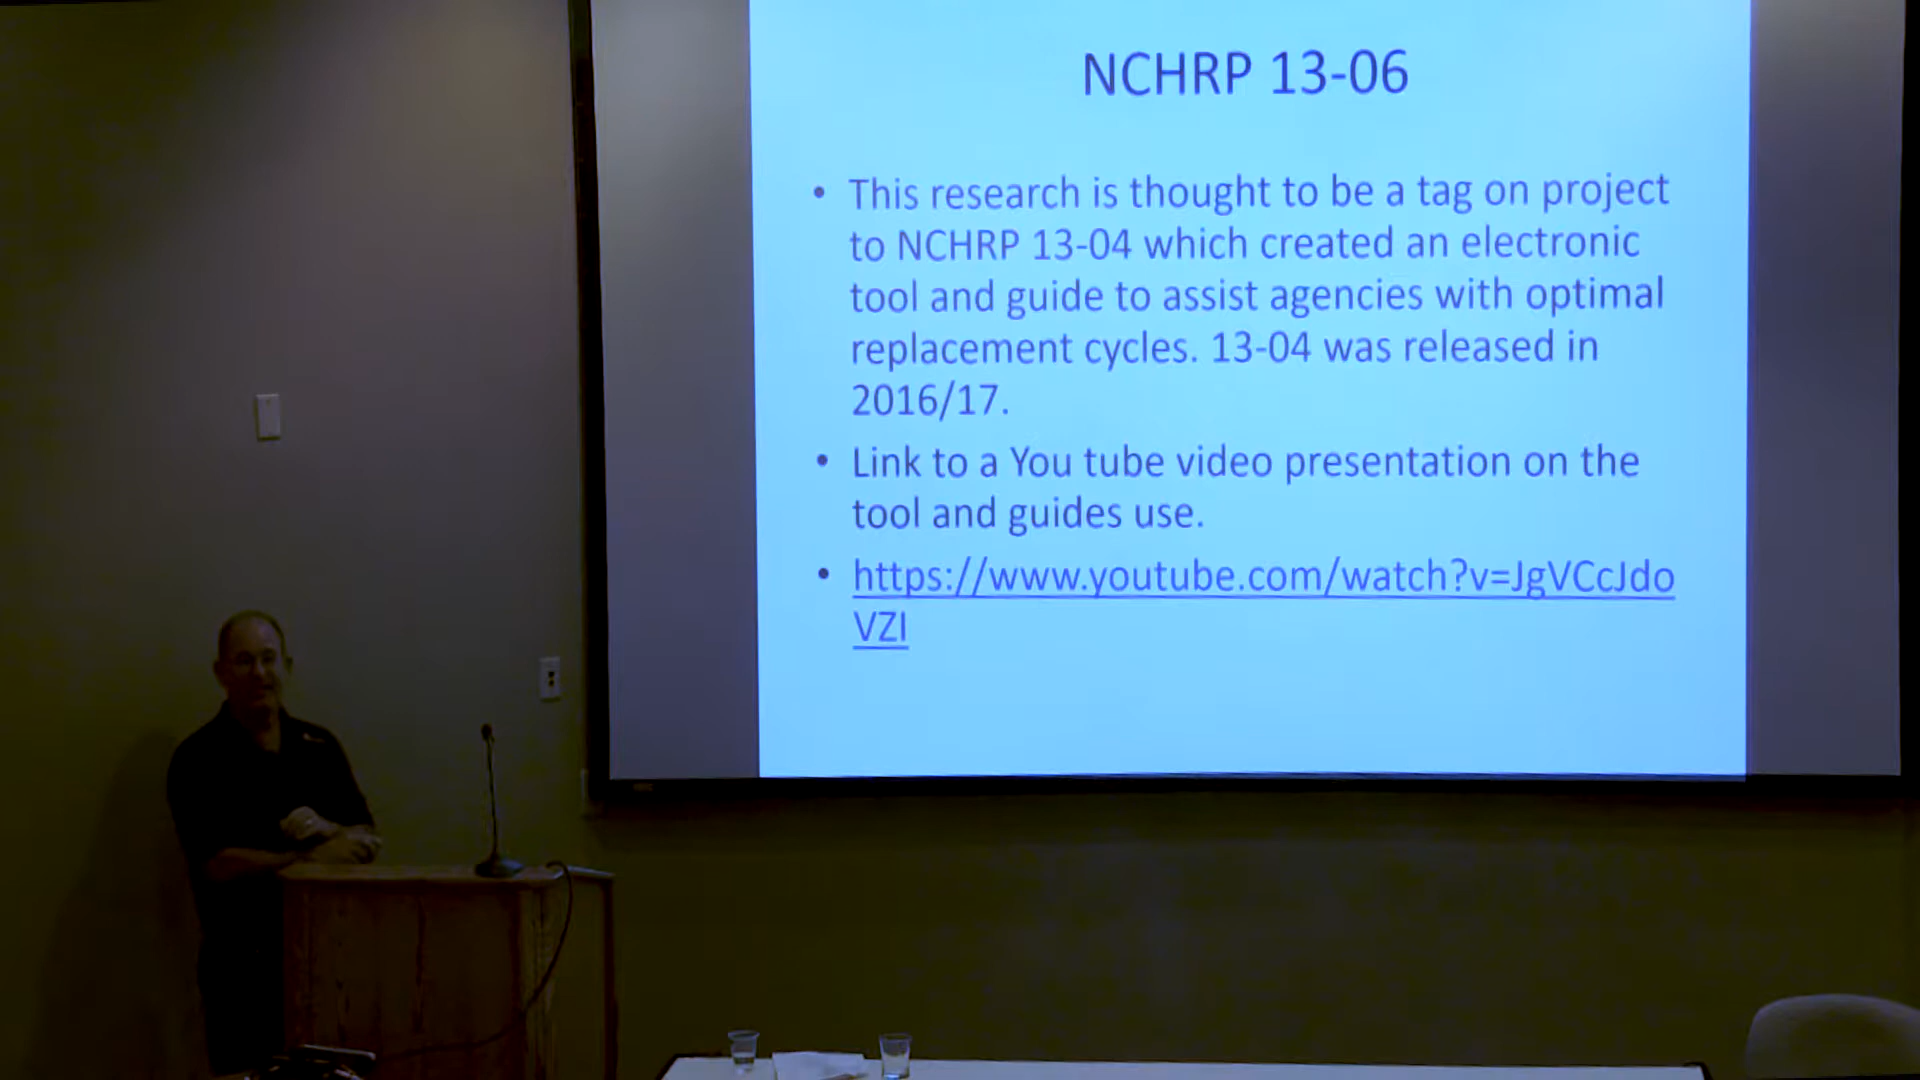 NCHRP 13-06
• This research is thought to be a tag on project
to NCHRP 13-04 which created an electronic
tool and guide to assist agencies with optimal
replacement cycles. 13-04 was released in
2016/17.
• Link to a You tube video presentation on the
tool and guides use.
• https://www.youtube.com/watch?v=JgVCcJdo
VZI